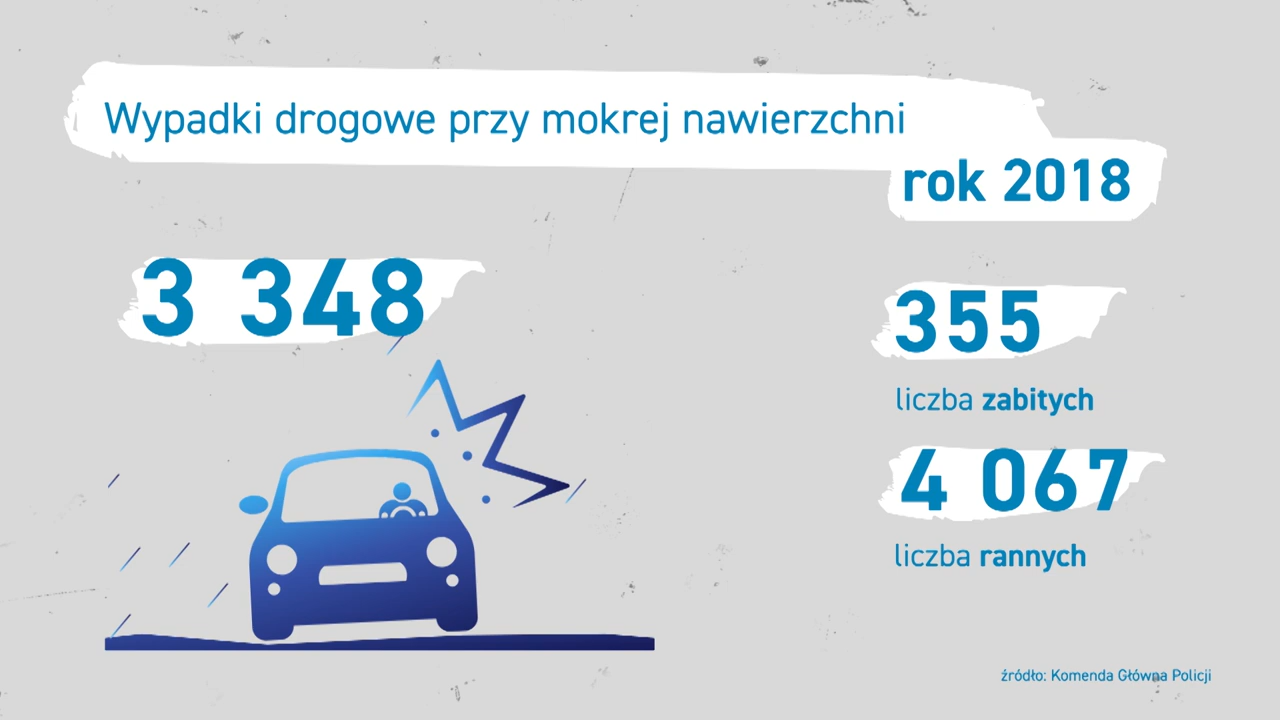 Wypadki drogowe przy mokrej nawierzchni
rok 2018
3 348
355
liczba zabitych
4 067
liczba rannych
źródło: Komenda Główna Policji